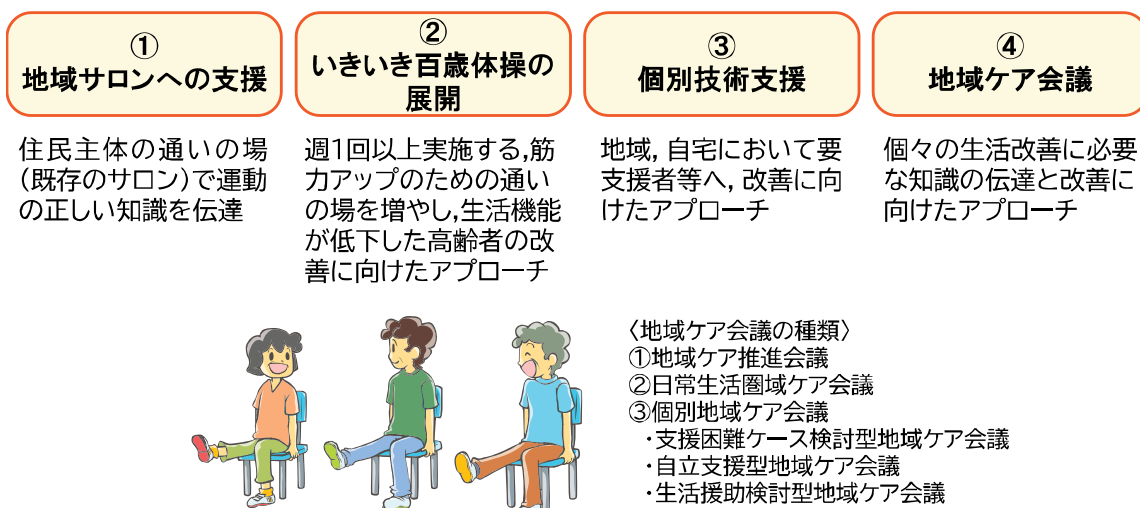 ①
地域サロンへの支援
住民主体の通いの場
(既存のサロン)で運動
の正しい知識を伝達
②
いきいき百歳体操の
展開
週1回以上実施する,筋
力アップのための通い
の場を増やし,生活機能
が低下した高齢者の改
善に向けたアプローチ
③
個別技術支援
地域, 自宅において要
支援者等へ, 改善に向
けたアプローチ
④
地域ケア会議
個々の生活改善に必要
な知識の伝達と改善に
向けたアプローチ
〈地域ケア会議の種類〉
①地域ケア推進会議
②日常生活圏域ケア会議
③個別地域ケア会議
・支援困難ケース検討型地域ケア会議
・自立支援型地域ケア会議
・生活援助検討型地域ケア会議